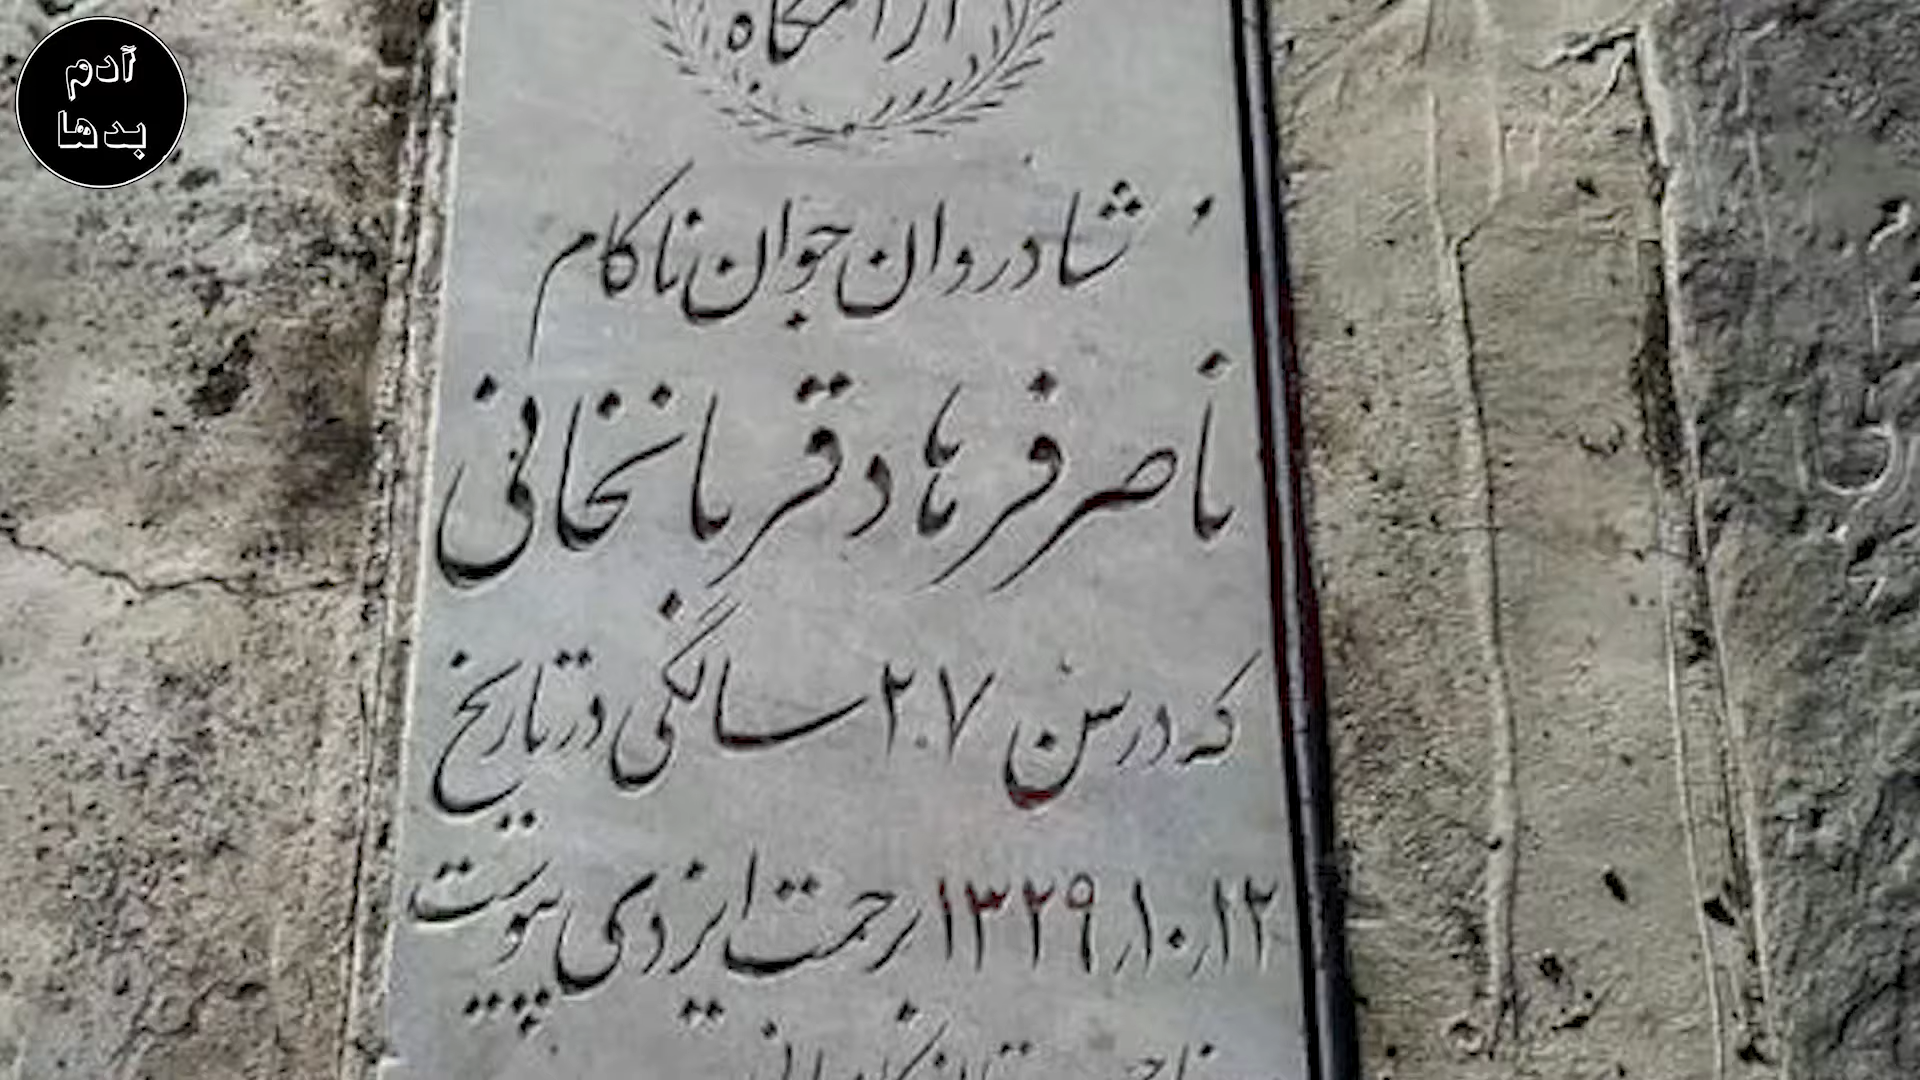 آدم
بدها
آرامگاه
شادروان جوان ناکام
ناصر فرهاد قربانخانی
که در سن ۲۷ سالگی در تاریخ
۱۳۲۹/۱۰/۱۲ برحمت ایزدی پیوست